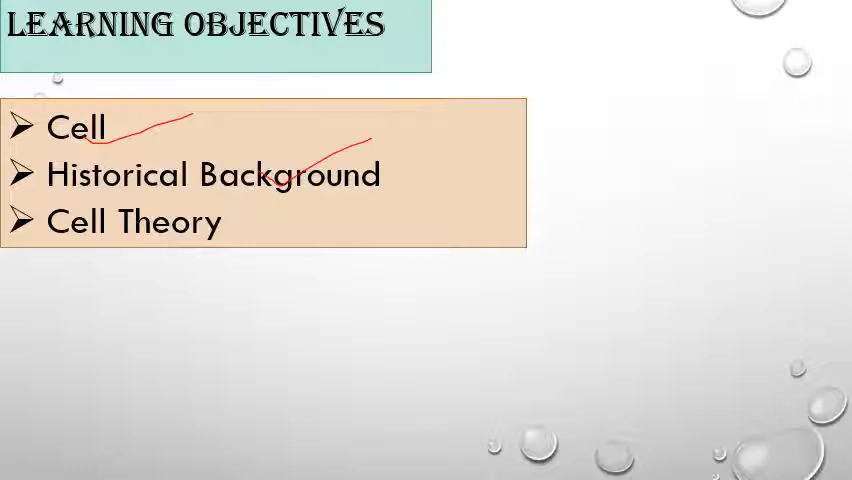 LEARNING OBJECTIVES
➢ Cell
➢ Historical Background
➢ Cell Theory